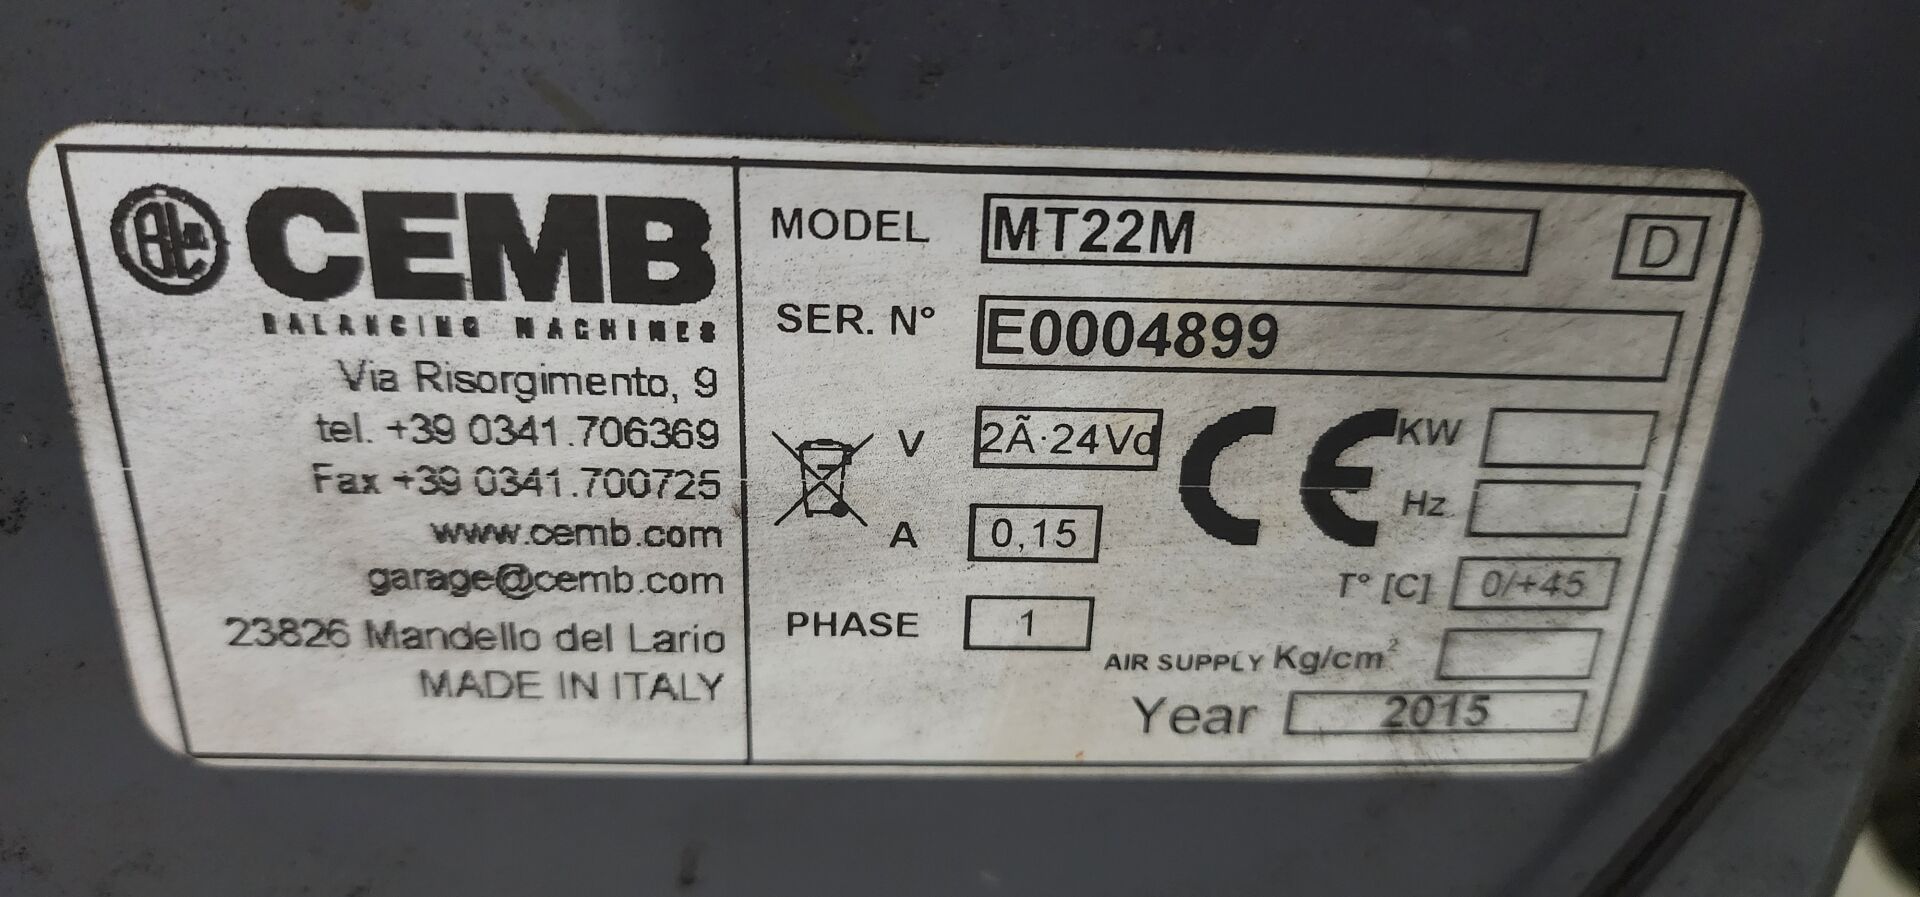 CEMB
BALANCING MACHINES
Via Risorgimento, 9
tel. +39 0341.706369
Fax +39 0341.700725
www.cemb.com
garage@cemb.com
23826 Mandello del Lario
MADE IN ITALY
MODEL MT22M D
SER. N° E0004899
V 2Ã·24Vd CE KW
A 0,15 Hz
T° [C] 0/+45
PHASE 1
AIR SUPPLY Kg/cm²
Year 2015